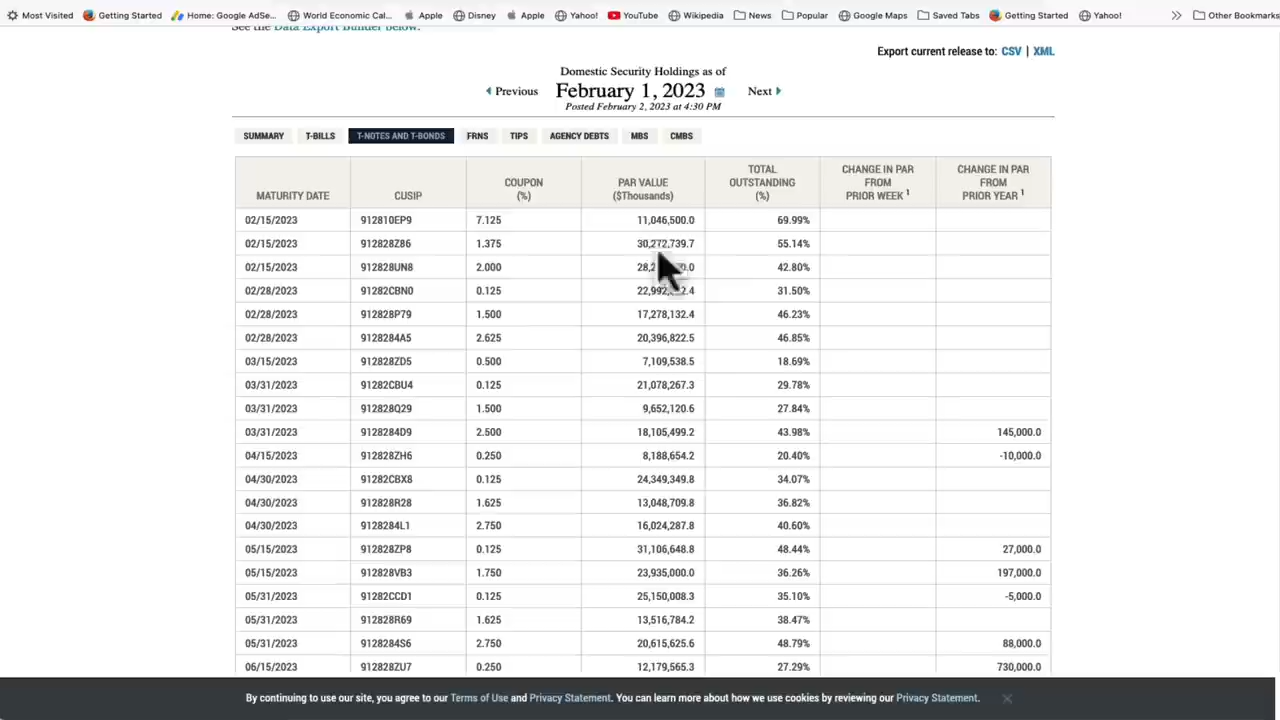 Most Visited Getting Started Home: Google AdSe... World Economic Cal... Apple Disney Apple Yahoo! YouTube Wikipedia News Popular Google Maps Saved Tabs Getting Started Yahoo! Other Bookmarks
See the Data Export Builder below.
Export current release to: CSV | XML
Domestic Security Holdings as of
Previous February 1, 2023 Next
Posted February 2, 2023 at 4:30 PM
SUMMARY T-BILLS T-NOTES AND T-BONDS FRNS TIPS AGENCY DEBTS MBS CMBS
MATURITY DATE CUSIP COUPON (%) PAR VALUE ($Thousands) TOTAL OUTSTANDING (%) CHANGE IN PAR FROM PRIOR WEEK 1 CHANGE IN PAR FROM PRIOR YEAR 1
02/15/2023 912810EP9 7.125 11,046,500.0 69.99%
02/15/2023 912828Z86 1.375 30,272,739.7 55.14%
02/15/2023 912828UN8 2.000 42.80%
02/28/2023 91282CBN0 0.125 31.50%
02/28/2023 912828P79 1.500 17,278,132.4 46.23%
02/28/2023 9128284A5 2.625 20,396,822.5 46.85%
03/15/2023 912828ZD5 0.500 7,109,538.5 18.69%
03/31/2023 91282CBU4 0.125 21,078,267.3 29.78%
03/31/2023 912828Q29 1.500 9,652,120.6 27.84%
03/31/2023 9128284D9 2.500 18,105,499.2 43.98% 145,000.0
04/15/2023 912828ZH6 0.250 8,188,654.2 20.40% -10,000.0
04/30/2023 91282CBX8 0.125 24,349,349.8 34.07%
04/30/2023 912828R28 1.625 13,048,709.8 36.82%
04/30/2023 9128284L1 2.750 16,024,287.8 40.60%
05/15/2023 912828ZP8 0.125 31,106,648.8 48.44% 27,000.0
05/15/2023 912828VB3 1.750 23,935,000.0 36.26% 197,000.0
05/31/2023 91282CCD1 0.125 25,150,008.3 35.10% -5,000.0
05/31/2023 912828R69 1.625 13,516,784.2 38.47%
05/31/2023 9128284S6 2.750 20,615,625.6 48.79% 88,000.0
06/15/2023 912828ZU7 0.250 12,179,565.3 27.29% 730,000.0
By continuing to use our site, you agree to our Terms of Use and Privacy Statement. You can learn more about how we use cookies by reviewing our Privacy Statement.